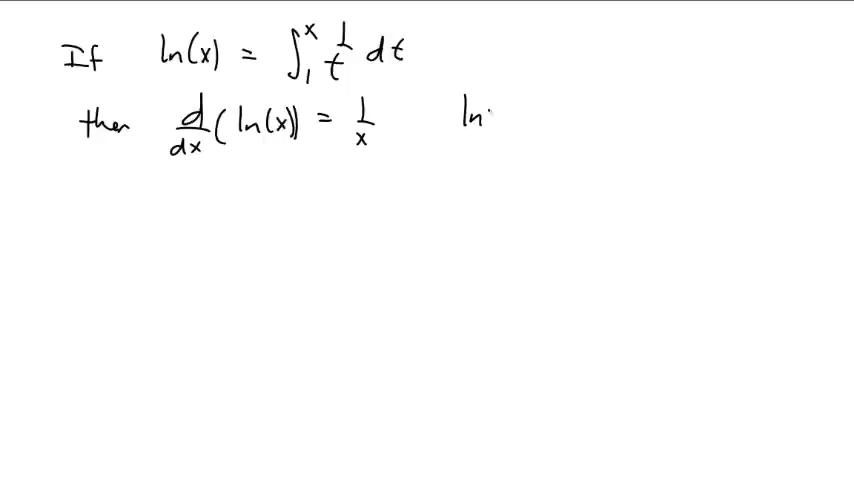 If ln(x) = ∫₁ˣ 1/t dt
then d/dx (ln(x)) = 1/x ln